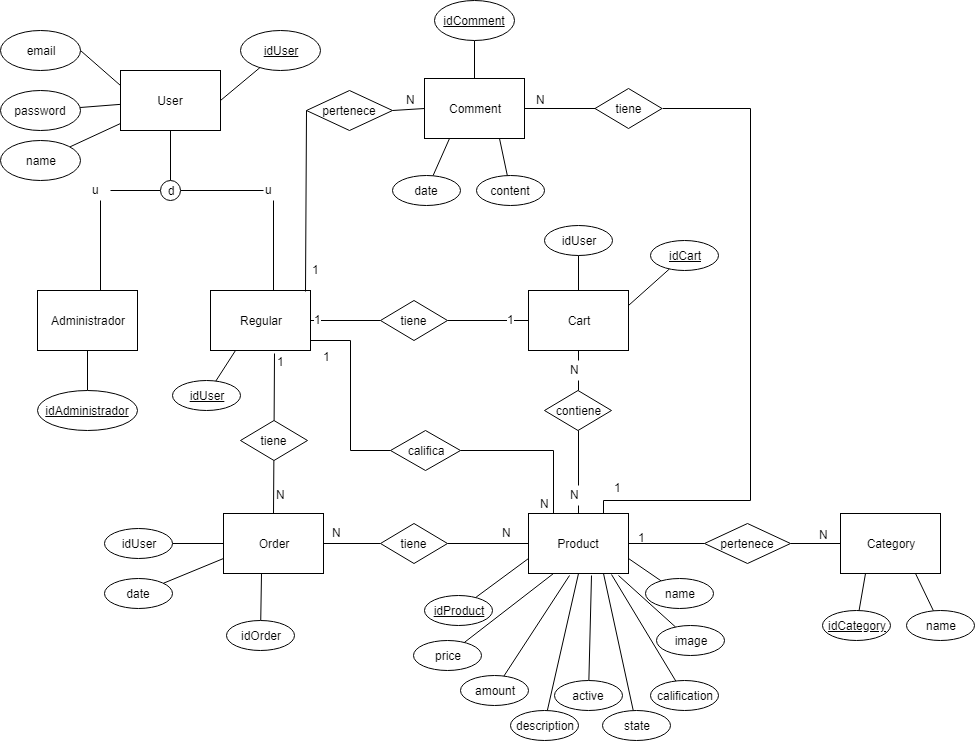 idComment
email
idUser
User
password
name
pertenece
N
Comment
N
tiene
date
content
u
d
u
idUser
idCart
1
Administrador
Regular
1
tiene
1
Cart
idAdministrador
idUser
1
1
N
contiene
tiene
califica
N
N
N
1
idUser
Order
N
tiene
N
Product
1
pertenece
N
Category
date
idOrder
idProduct
name
price
image
idCategory
name
amount
active
calification
description
state